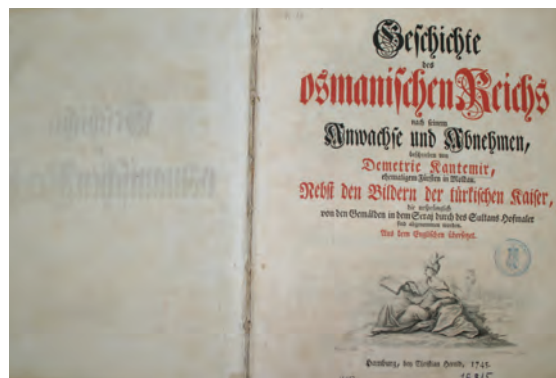 Geschichte
des
osmanischen Reichs
nach seinem
Anwachse und Abnehmen,
beschrieben von
Demetrie Kantemir,
ehemaligem Fürsten in Moldau.
Nebst den Bildern der türkischen Kaiser,
die ursprünglich
von den Gemälden in dem Seraj durch des Sultans Hofmaler
sind abgenommen worden.
Aus dem Englischen übersetzet.
Hamburg, bey Christian Herold, 1745.